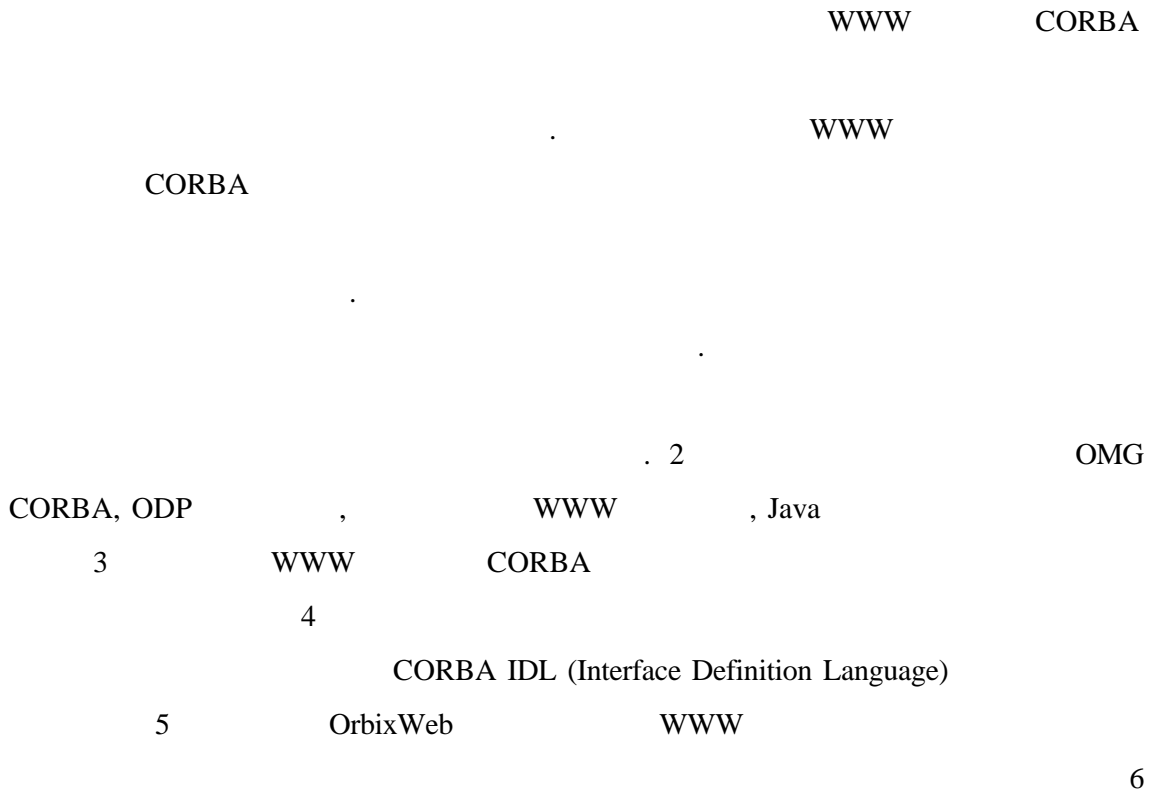 WWW CORBA
. WWW
CORBA
.
.
. 2 OMG
CORBA, ODP , WWW , Java
3 WWW CORBA
4
CORBA IDL (Interface Definition Language)
5 OrbixWeb WWW
6